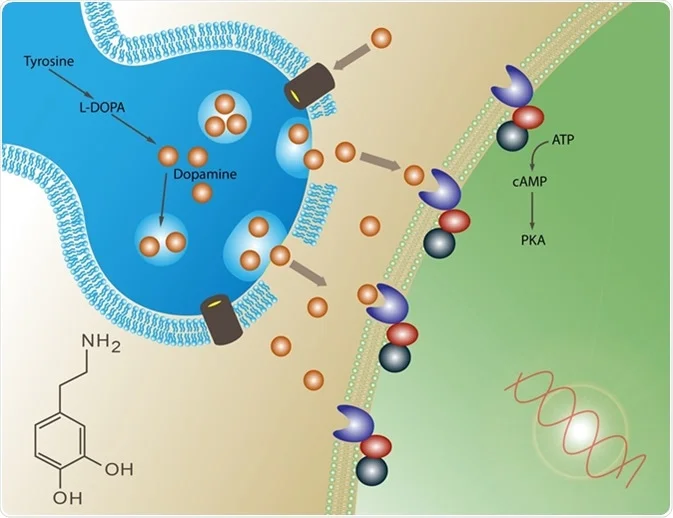 Tyrosine
L-DOPA
Dopamine
ATP
cAMP
PKA
NH2
OH
OH